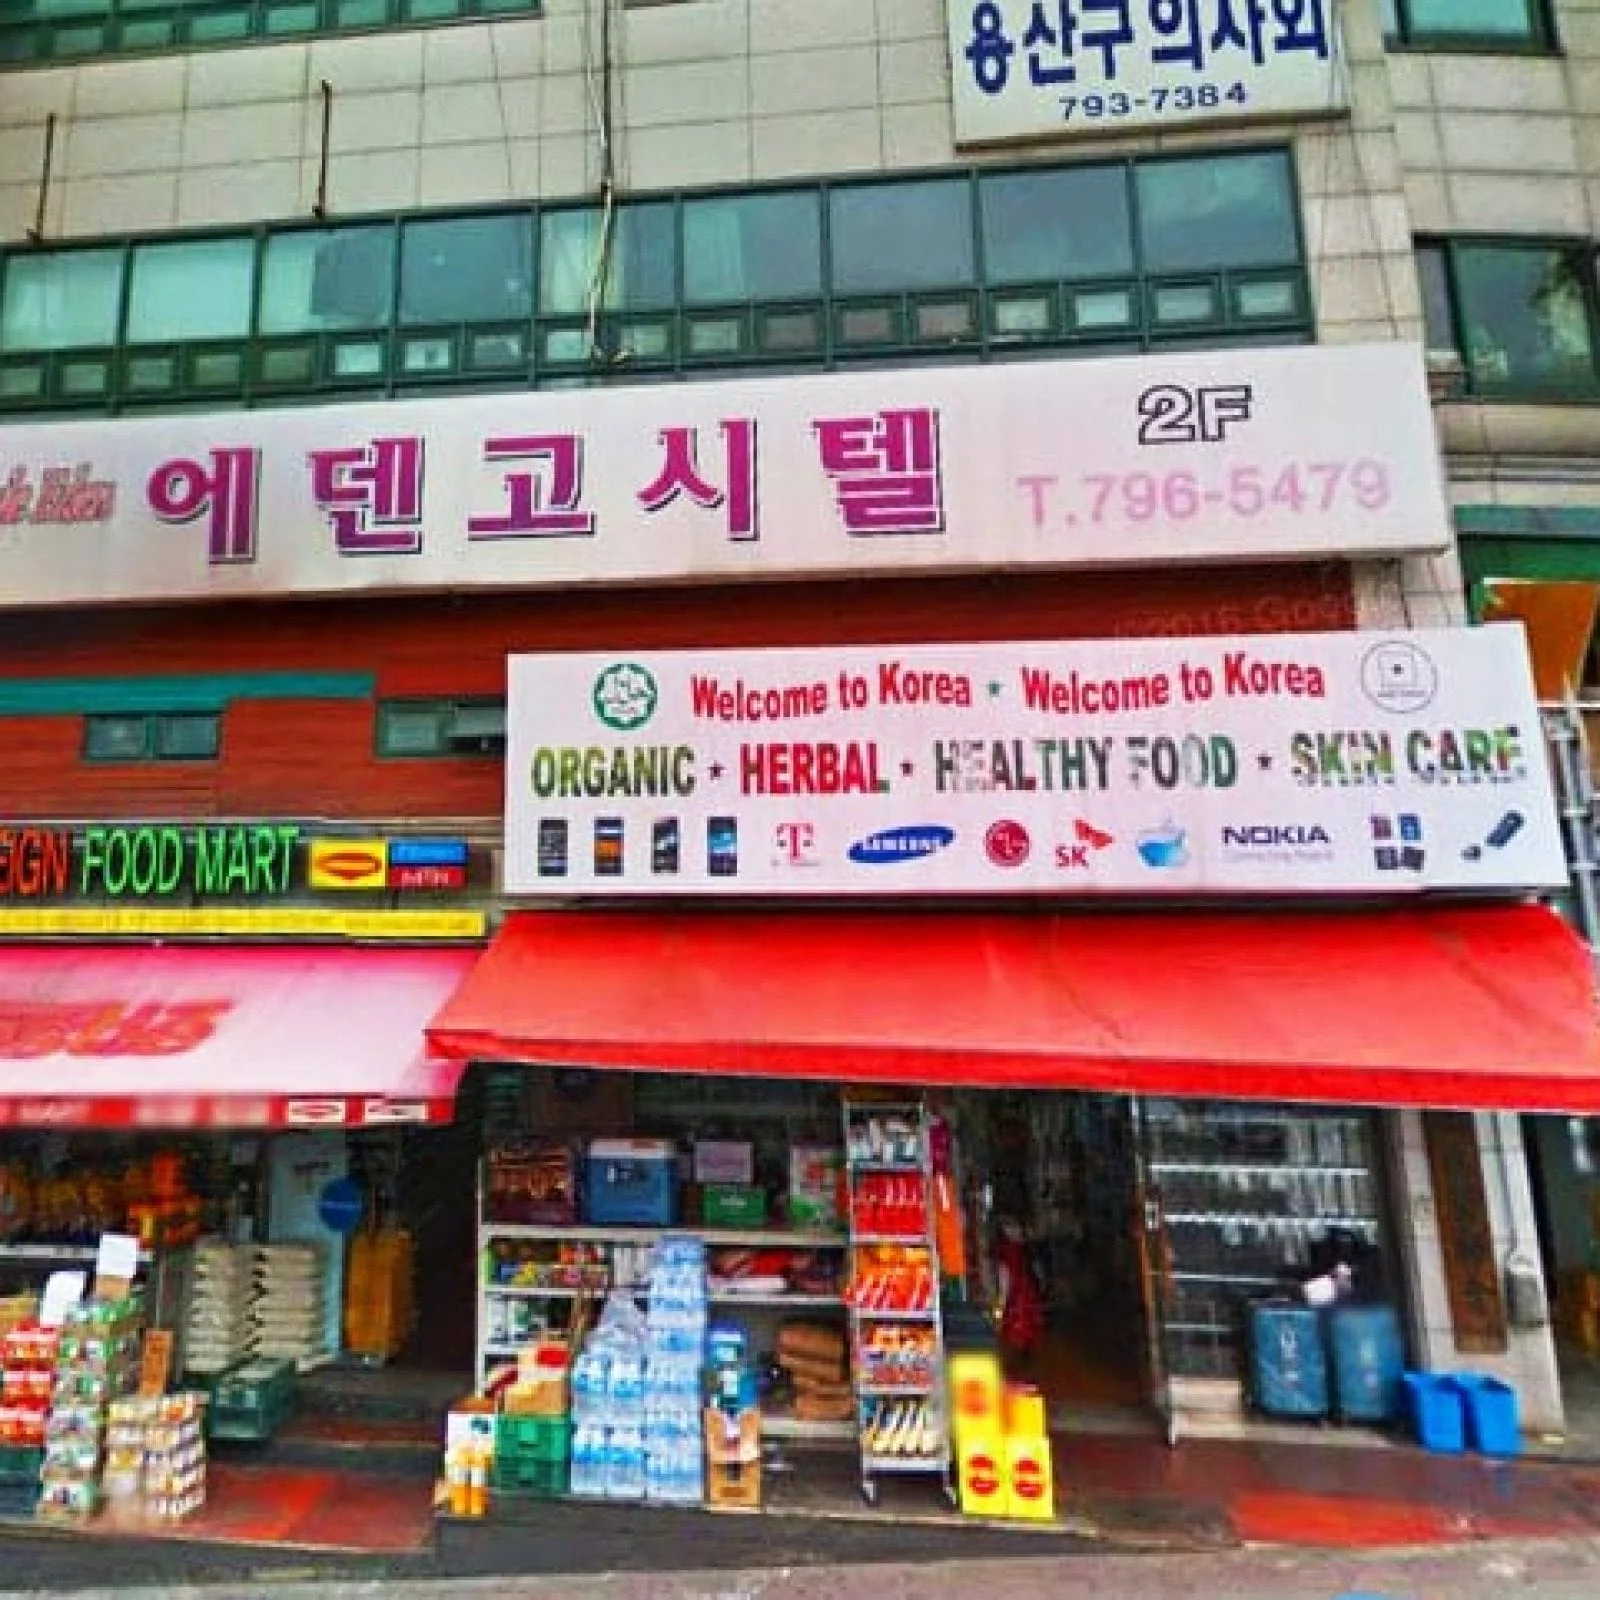 용산구의사회
793-7384
에덴고시텔
2F
T.796-5479
Welcome to Korea * Welcome to Korea
ORGANIC * HERBAL * HEALTHY FOOD * SKIN CARE
T SAMSUNG LG SK NOKIA
FOOD MART